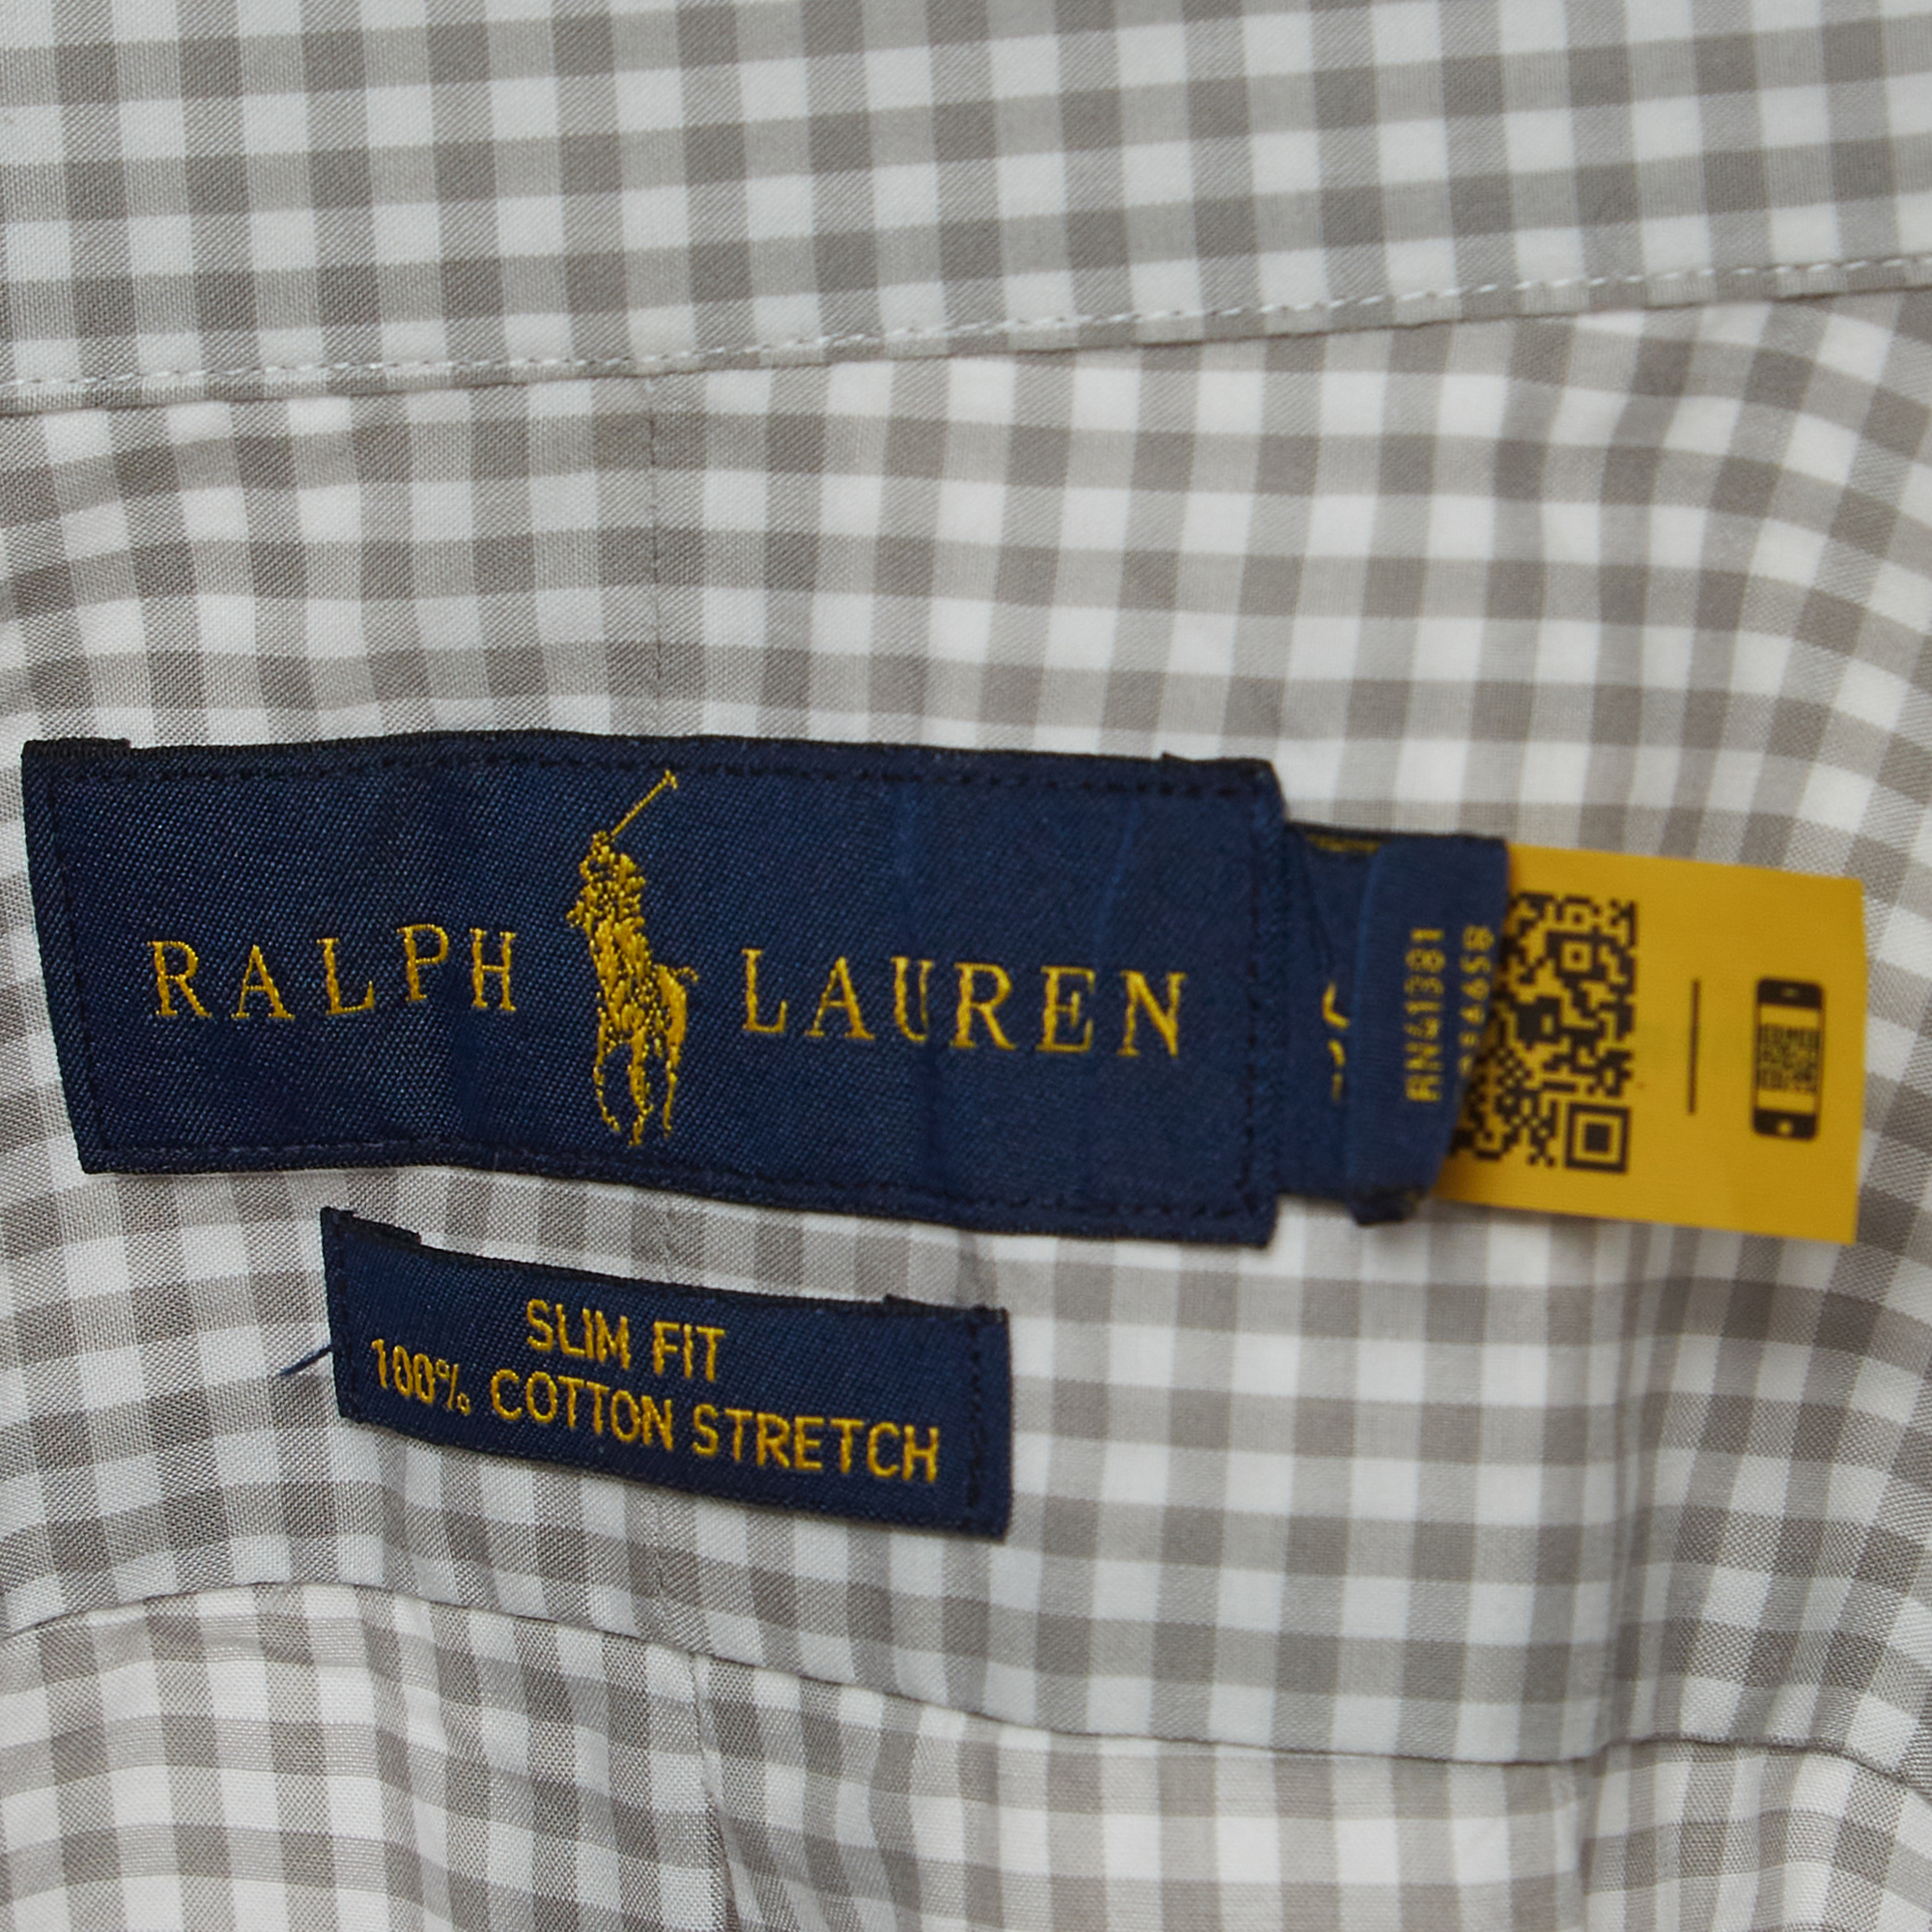 RALPH LAUREN
SLIM FIT
100% COTTON STRETCH
RN41381